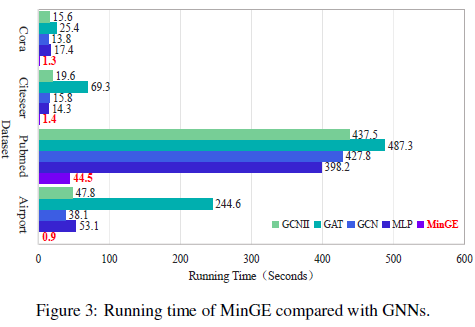 Cora
15.6
25.4
13.8
17.4
1.3
Citeseer
19.6
69.3
15.8
14.3
1.4
Pubmed
437.5
487.3
427.8
398.2
44.5
Airport
47.8
244.6
38.1
53.1
0.9
Dataset
GCNII GAT GCN MLP MinGE
0 100 200 300 400 500 600
Running Time（Seconds）
Figure 3: Running time of MinGE compared with GNNs.